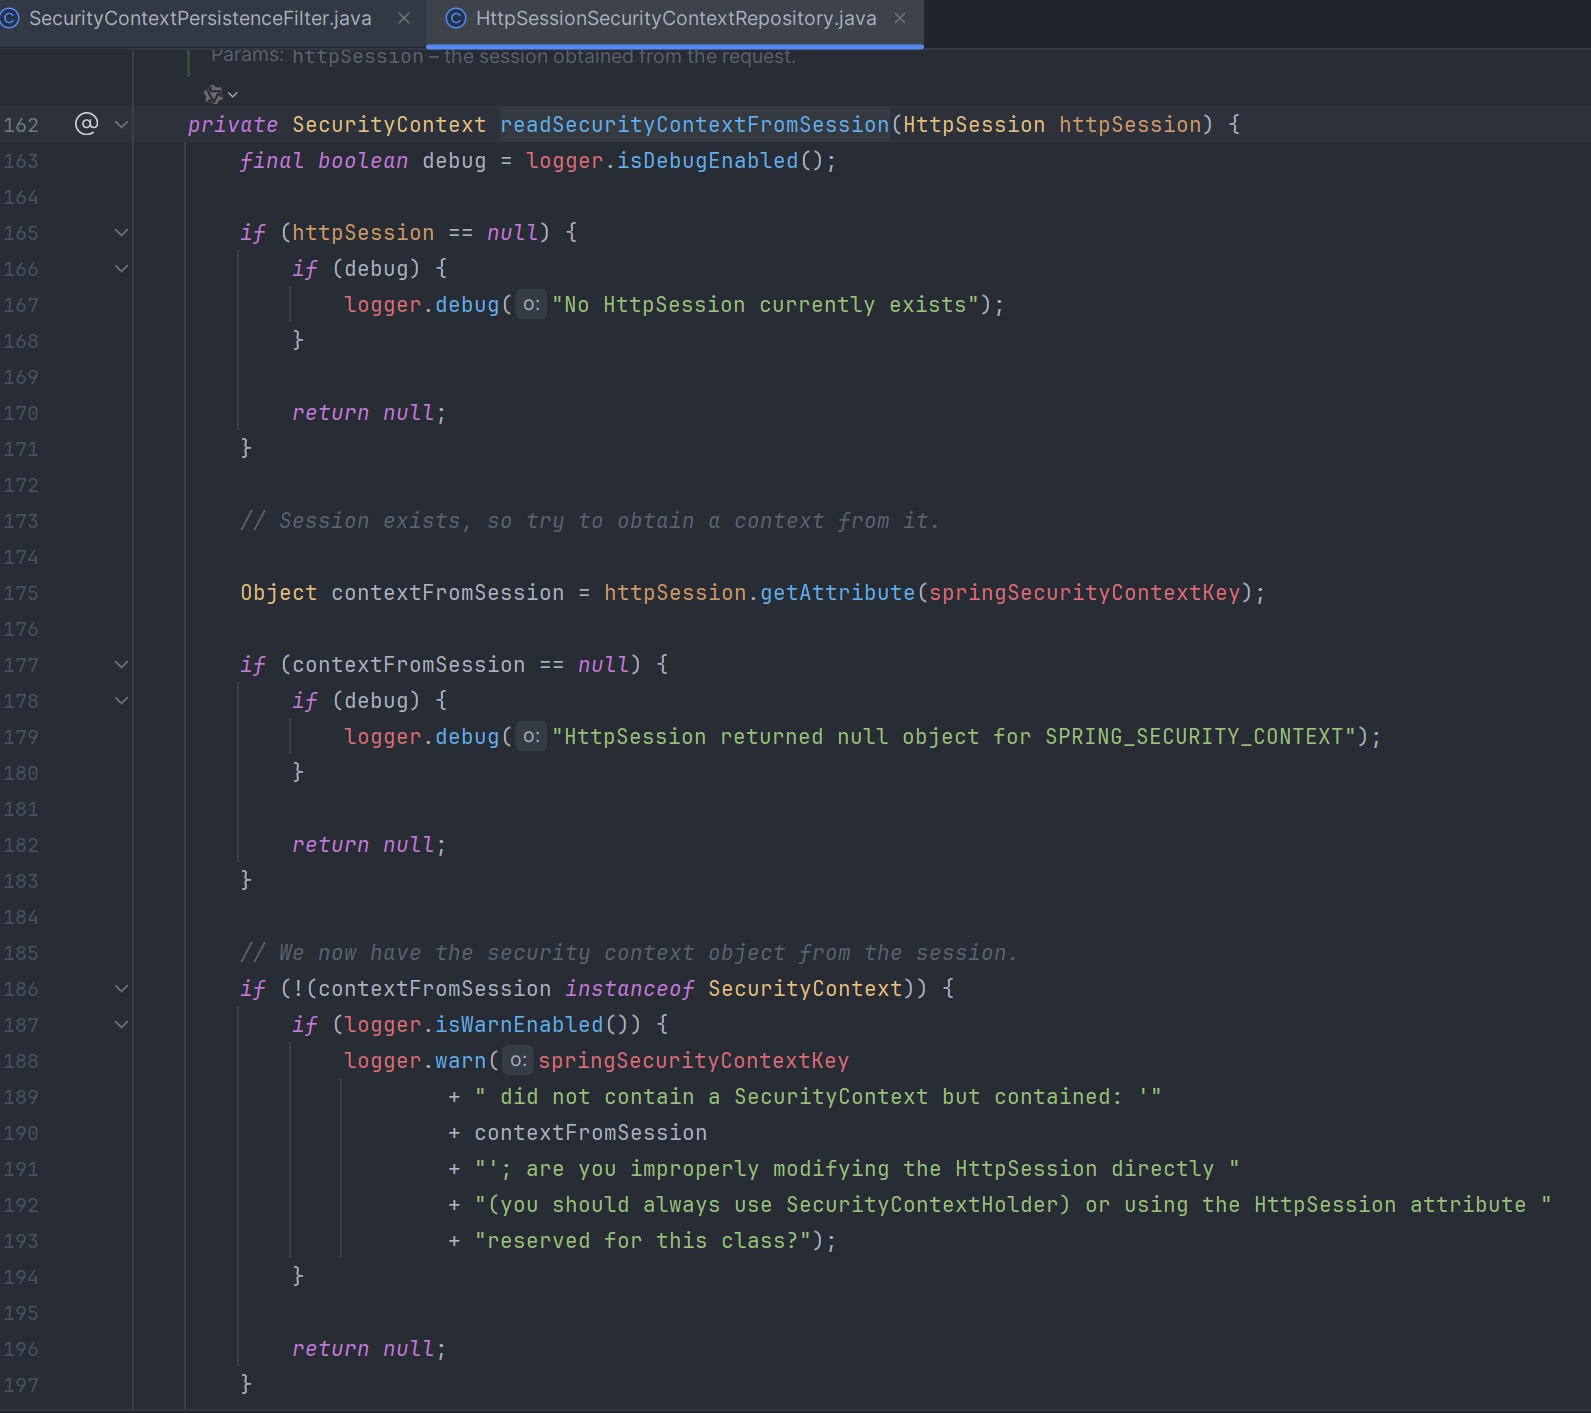 SecurityContextPersistenceFilter.java
HttpSessionSecurityContextRepository.java
Params: httpSession – the session obtained from the request.
162 @ private SecurityContext readSecurityContextFromSession(HttpSession httpSession) {
163 final boolean debug = logger.isDebugEnabled();
164
165 if (httpSession == null) {
166 if (debug) {
167 logger.debug( o: "No HttpSession currently exists");
168 }
169
170 return null;
171 }
172
173 // Session exists, so try to obtain a context from it.
174
175 Object contextFromSession = httpSession.getAttribute(springSecurityContextKey);
176
177 if (contextFromSession == null) {
178 if (debug) {
179 logger.debug( o: "HttpSession returned null object for SPRING_SECURITY_CONTEXT");
180 }
181
182 return null;
183 }
184
185 // We now have the security context object from the session.
186 if (!(contextFromSession instanceof SecurityContext)) {
187 if (logger.isWarnEnabled()) {
188 logger.warn( o: springSecurityContextKey
189 + " did not contain a SecurityContext but contained: '"
190 + contextFromSession
191 + "'; are you improperly modifying the HttpSession directly "
192 + "(you should always use SecurityContextHolder) or using the HttpSession attribute "
193 + "reserved for this class?");
194 }
195
196 return null;
197 }